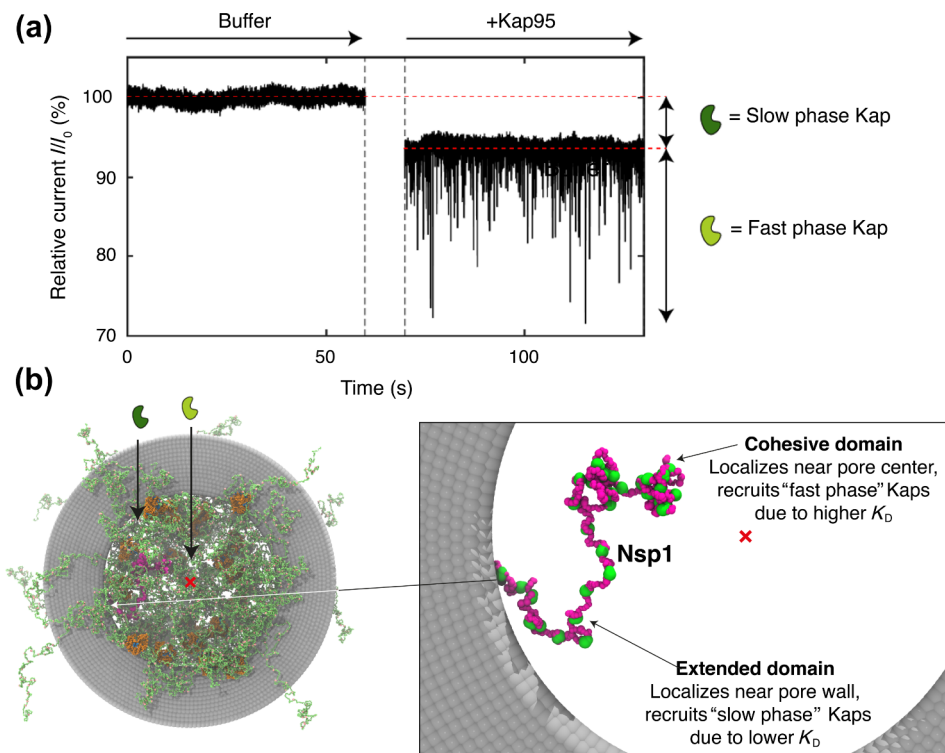 (a)
Buffer
+Kap95
Relative current I/I0 (%)
100
90
80
70
0
50
100
Time (s)
= Slow phase Kap
= Fast phase Kap
(b)
Cohesive domain
Localizes near pore center,
recruits "fast phase" Kaps
due to higher KD
Nsp1
Extended domain
Localizes near pore wall,
recruits "slow phase" Kaps
due to lower KD